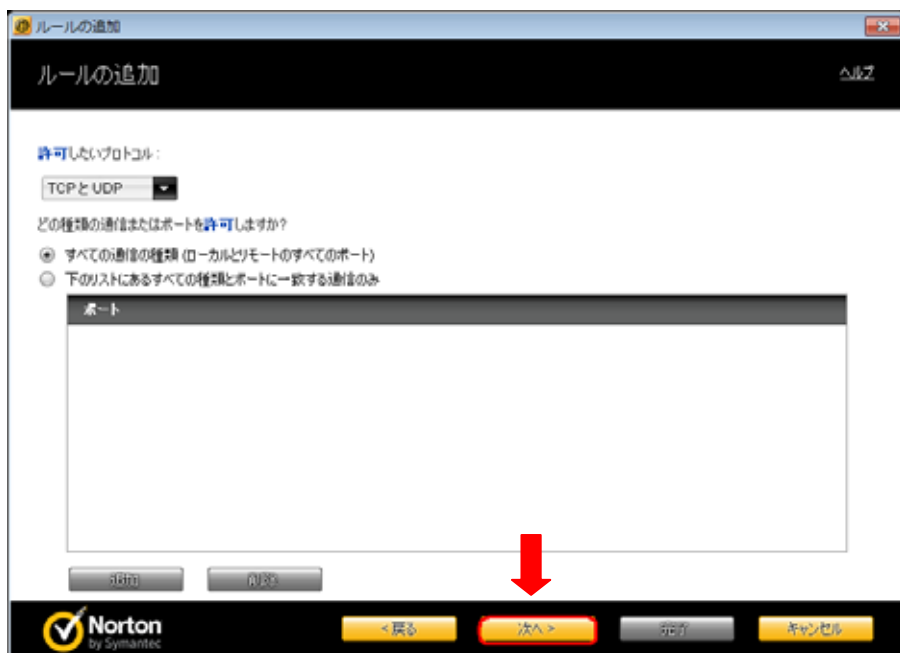 ルールの追加
ルールの追加
ヘルプ
許可したいプロトコル:
TCPとUDP
どの種類の通信またはポートを許可しますか?
すべての通信の種類 (ローカルとリモートのすべてのポート)
下のリストにあるすべての種類とポートに一致する通信のみ
ポート
追加 削除
Norton
by Symantec
<戻る 次へ> 完了 キャンセル